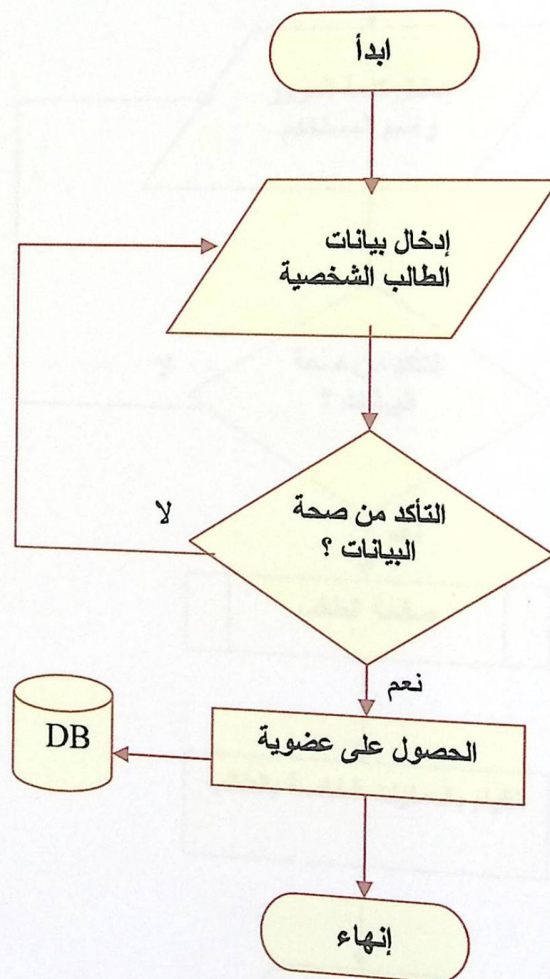 ابدأ
إدخال بيانات
الطالب الشخصية
التأكد من صحة
البيانات ؟
لا
نعم
الحصول على عضوية
DB
إنهاء